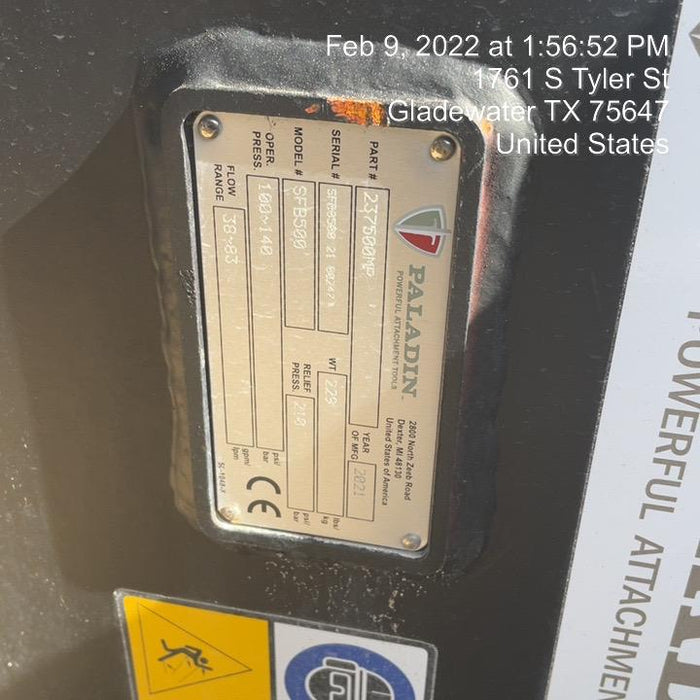 Feb 9, 2022 at 1:56:52 PM
1761 S Tyler St
Gladewater TX 75647
United States
PALADIN
POWERFUL ATTACHMENT TOOLS
2800 North Zeeb Road
Dexter, MI 48130
United States of America
PART # 237500MP
YEAR OF MFG 2021
SERIAL # 21
WT 229 lbs/ kg
MODEL # SFB500
RELIEF PRESS. 210 psi/ bar
OPER. PRESS. 100~140 psi/ bar
FLOW RANGE 38~83 gpm/ lpm
CE
POWERFUL ATTACHMEN